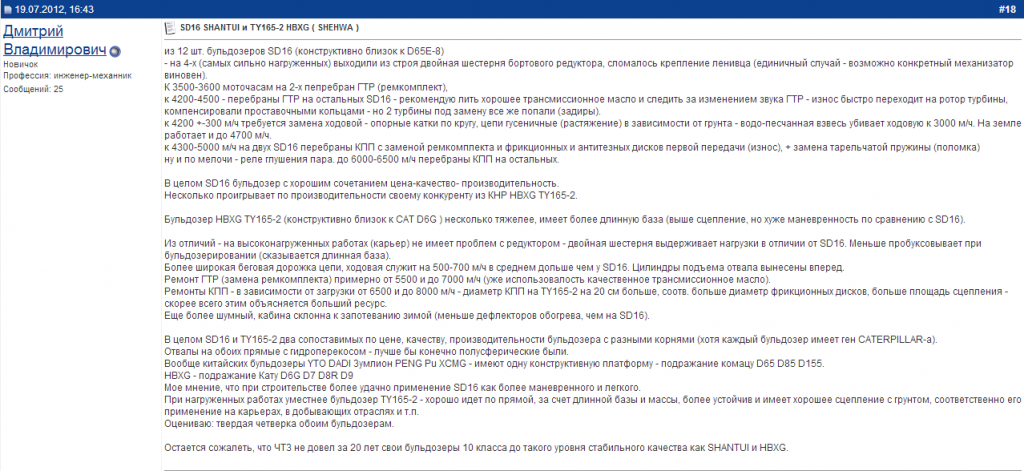 19.07.2012, 16:43
#18
Дмитрий
Владимирович
Новичок
Профессия: инженер-механник
Сообщений: 25
SD16 SHANTUI и TY165-2 HBXG ( SHEHWA )
из 12 шт. бульдозеров SD16 (конструктивно близок к D65E-8)
- на 4-х (самых сильно нагруженных) выходили из строя двойная шестерня бортового редуктора, сломалось крепление ленивца (единичный случай - возможно конкретный механизатор
виновен).
К 3500-3600 моточасам на 2-х пепребран ГТР (ремкомплект),
к 4200-4500 - перебраны ГТР на остальных SD16 - рекомендую лить хорошее трансмиссионное масло и следить за изменением звука ГТР - износ быстро переходит на ротор турбины,
компенсировали проставочными кольцами - но 2 турбины под замену все же попали (задиры).
к 4200 +-300 м/ч требуется замена ходовой - опорные катки по кругу, цепи гусеничные (растяжение) в зависимости от грунта - водо-песчанная взвесь убивает ходовую к 3000 м/ч. На земле
работает и до 4700 м/ч.
к 4300-5000 м/ч на двух SD16 перебраны КПП с заменой ремкомплекта и фрикционных и антитезных дисков первой передачи (износ), + замена тарельчатой пружины (поломка)
ну и по мелочи - реле глушения пара. до 6000-6500 м/ч перебраны КПП на остальных.
В целом SD16 бульдозер с хорошим сочетанием цена-качество- производительность.
Несколько проигрывает по производительности своему конкуренту из КНР HBXG TY165-2.
Бульдозер HBXG TY165-2 (конструктивно близок к CAT D6G ) несколько тяжелее, имеет более длинную база (выше сцепление, но хуже маневренность по сравнению с SD16).
Из отличий - на высоконагруженных работах (карьер) не имеет проблем с редуктором - двойная шестерня выдерживает нагрузки в отличии от SD16. Меньше пробуксовывает при
бульдозерировании (сказывается длинная база).
Более широкая беговая дорожка цепи, ходовая служит на 500-700 м/ч в среднем дольше чем у SD16. Цилиндры подъема отвала вынесены вперед.
Ремонт ГТР (замена ремкомплекта) примерно от 5500 и до 7000 м/ч (уже использовалость качественное трансмиссионное масло).
Ремонты КПП - в зависимости от загрузки от 6500 и до 8000 м/ч - диаметр КПП на TY165-2 на 20 см больше, соотв. больше диаметр фрикционных дисков, больше площадь сцепления -
скорее всего этим объясняется больший ресурс.
Еще более шумный, кабина склонка к запотеванию зимой (меньше дефлекторов обогрева, чем на SD16).
В целом SD16 и TY165-2 два сопоставимых по цене, качеству, производительности бульдозера с разными корнями (хотя каждый бульдозер имеет ген CATERPILLAR-а).
Отвалы на обоих прямые с гидроперекосом - лучше бы конечно полусферические были.
Вообще китайских бульдозеры YTO DADI Зумлион PENG Pu XCMG - имеют одну конструктивную платформу - подражание комацу D65 D85 D155.
HBXG - подражание Кату D6G D7 D8R D9
Мое мнение, что при строительстве более удачно применение SD16 как более маневренного и легкого.
При нагруженных работах уместнее бульдозер TY165-2 - хорошо идет по прямой, за счет длинной базы и массы, более устойчив и имеет хорошее сцепление с грунтом, соответственно его
применение на карьерах, в добывающих отраслях и т.п.
Оцениваю: твердая четверка обоим бульдозерам.
Остается сожалеть, что ЧТЗ не довел за 20 лет свои бульдозеры 10 класса до такого уровня стабильного качества как SHANTUI и HBXG.